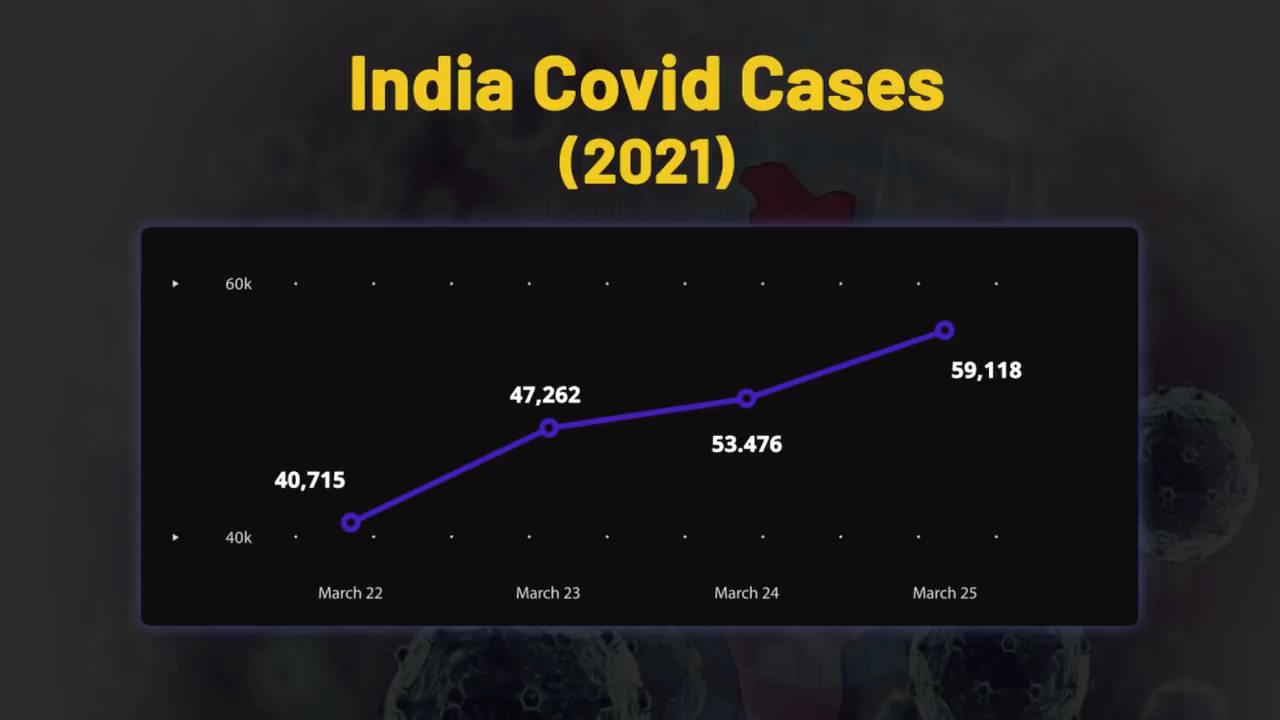 India Covid Cases
(2021)
60k
59,118
47,262
53.476
40,715
40k
March 22 March 23 March 24 March 25